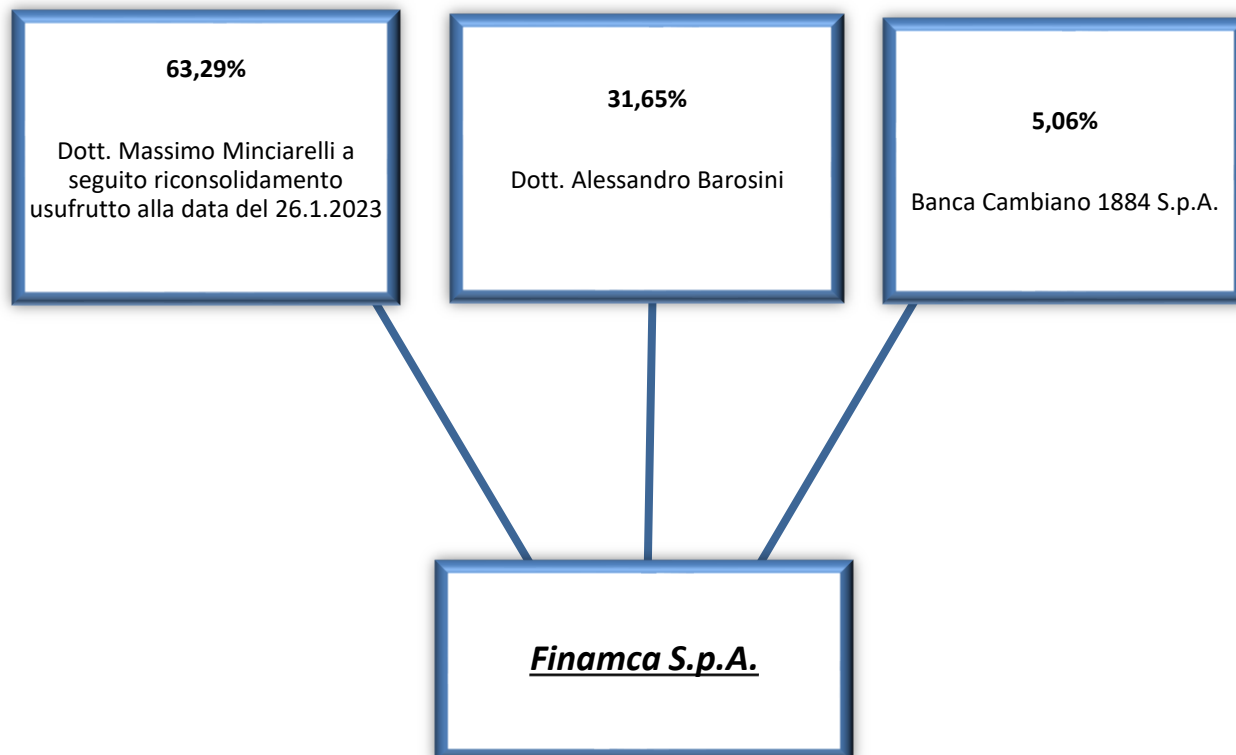 63,29%
Dott. Massimo Minciarelli a
seguito riconsolidamento
usufrutto alla data del 26.1.2023
31,65%
Dott. Alessandro Barosini
5,06%
Banca Cambiano 1884 S.p.A.
Finamca S.p.A.